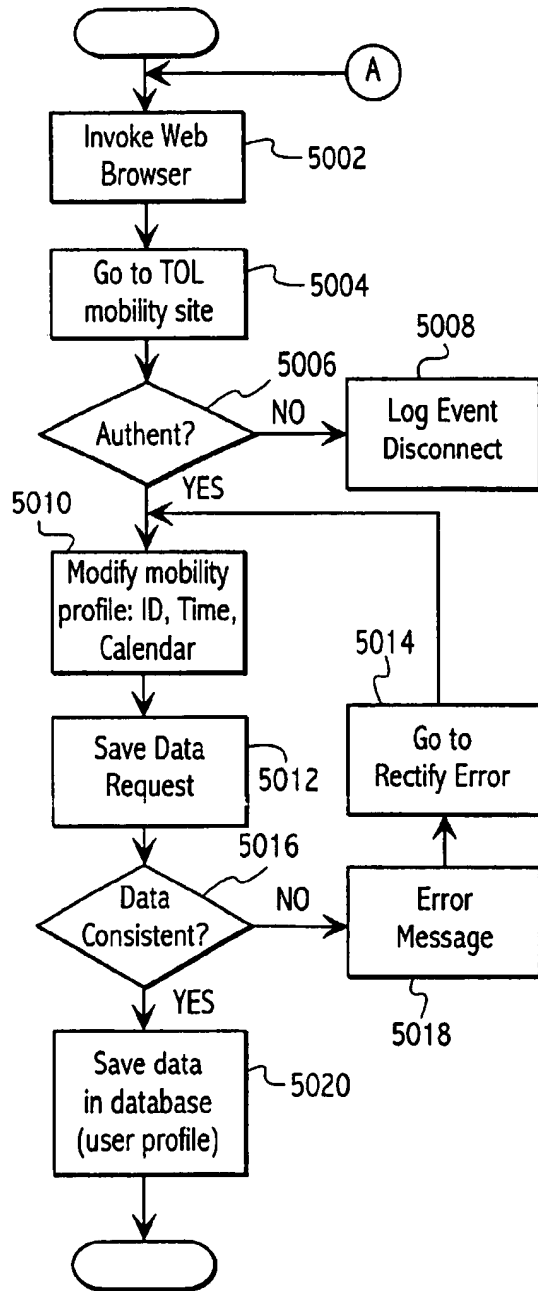 A
Invoke Web
Browser
5002
Go to TOL
mobility site
5004
5006
Authent?
NO
YES
5008
Log Event
Disconnect
5010
Modify mobility
profile: ID, Time,
Calendar
5014
Go to
Rectify Error
Save Data
Request
5012
5016
Data
Consistent?
NO
YES
Error
Message
5018
Save data
in database
(user profile)
5020